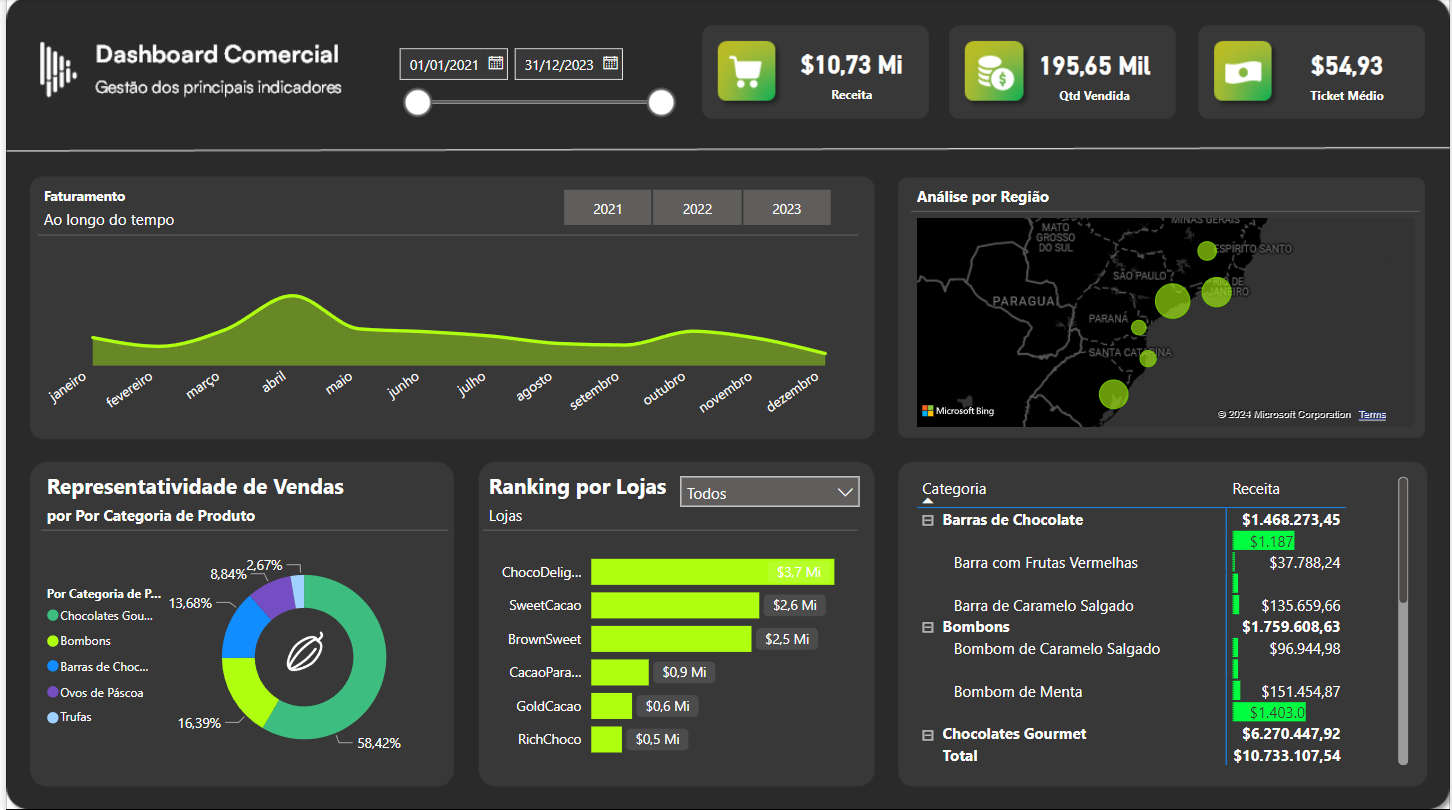 Dashboard Comercial
Gestão dos principais indicadores
01/01/2021
31/12/2023
$10,73 Mi
Receita
195,65 Mil
Qtd Vendida
$54,93
Ticket Médio
Faturamento
Ao longo do tempo
2021
2022
2023
janeiro
fevereiro
março
abril
maio
junho
julho
agosto
setembro
outubro
novembro
dezembro
Análise por Região
MINAS GERAIS
MATO
GROSSO
DO SUL
ESPÍRITO SANTO
SÃO PAULO
RIO DE
JANEIRO
PARAGUAI
PARANÁ
SANTA CATARINA
Microsoft Bing
© 2024 Microsoft Corporation Terms
Representatividade de Vendas
por Por Categoria de Produto
Por Categoria de P...
Chocolates Gou...
Bombons
Barras de Choc...
Ovos de Páscoa
Trufas
2,67%
8,84%
13,68%
16,39%
58,42%
Ranking por Lojas
Todos
Lojas
ChocoDelig... $3,7 Mi
SweetCacao $2,6 Mi
BrownSweet $2,5 Mi
CacaoPara... $0,9 Mi
GoldCacao $0,6 Mi
RichChoco $0,5 Mi
Categoria Receita
Barras de Chocolate $1.468.273,45
$1.187
Barra com Frutas Vermelhas $37.788,24
Barra de Caramelo Salgado $135.659,66
Bombons $1.759.608,63
Bombom de Caramelo Salgado $96.944,98
Bombom de Menta $151.454,87
$1.403.0
Chocolates Gourmet $6.270.447,92
Total $10.733.107,54